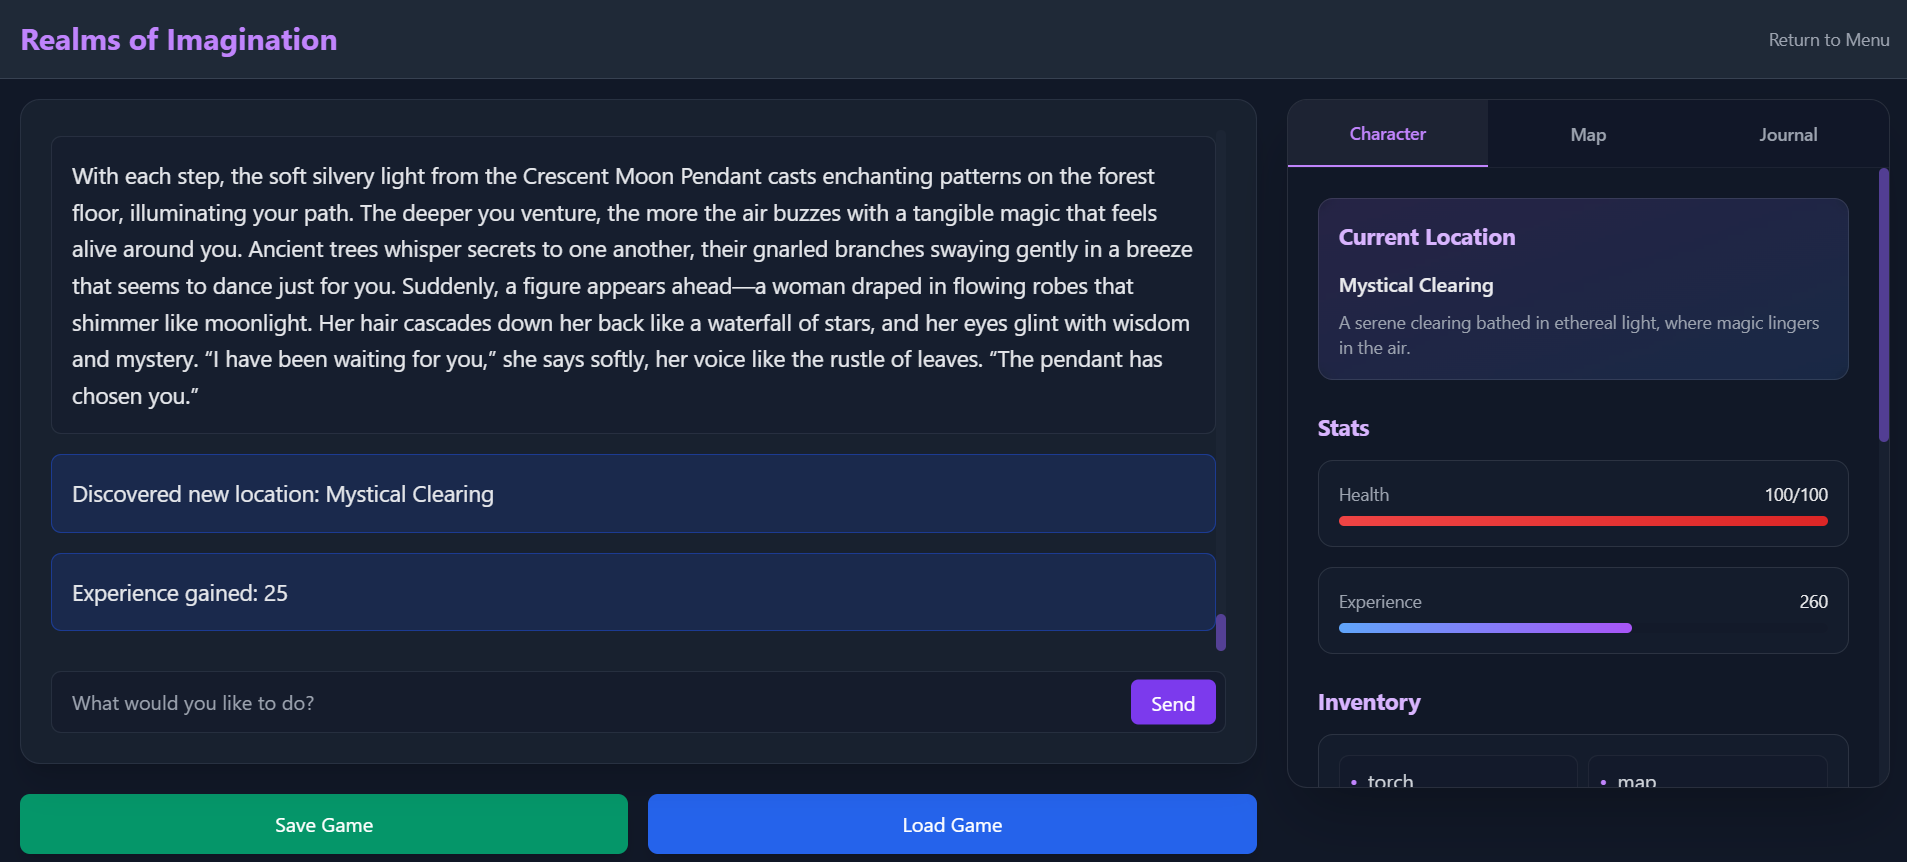 Realms of Imagination
Return to Menu
With each step, the soft silvery light from the Crescent Moon Pendant casts enchanting patterns on the forest
floor, illuminating your path. The deeper you venture, the more the air buzzes with a tangible magic that feels
alive around you. Ancient trees whisper secrets to one another, their gnarled branches swaying gently in a breeze
that seems to dance just for you. Suddenly, a figure appears ahead—a woman draped in flowing robes that
shimmer like moonlight. Her hair cascades down her back like a waterfall of stars, and her eyes glint with wisdom
and mystery. “I have been waiting for you,” she says softly, her voice like the rustle of leaves. “The pendant has
chosen you.”
Discovered new location: Mystical Clearing
Experience gained: 25
What would you like to do?
Send
Save Game
Load Game
Character
Map
Journal
Current Location
Mystical Clearing
A serene clearing bathed in ethereal light, where magic lingers
in the air.
Stats
Health
100/100
Experience
260
Inventory
• torch
• map